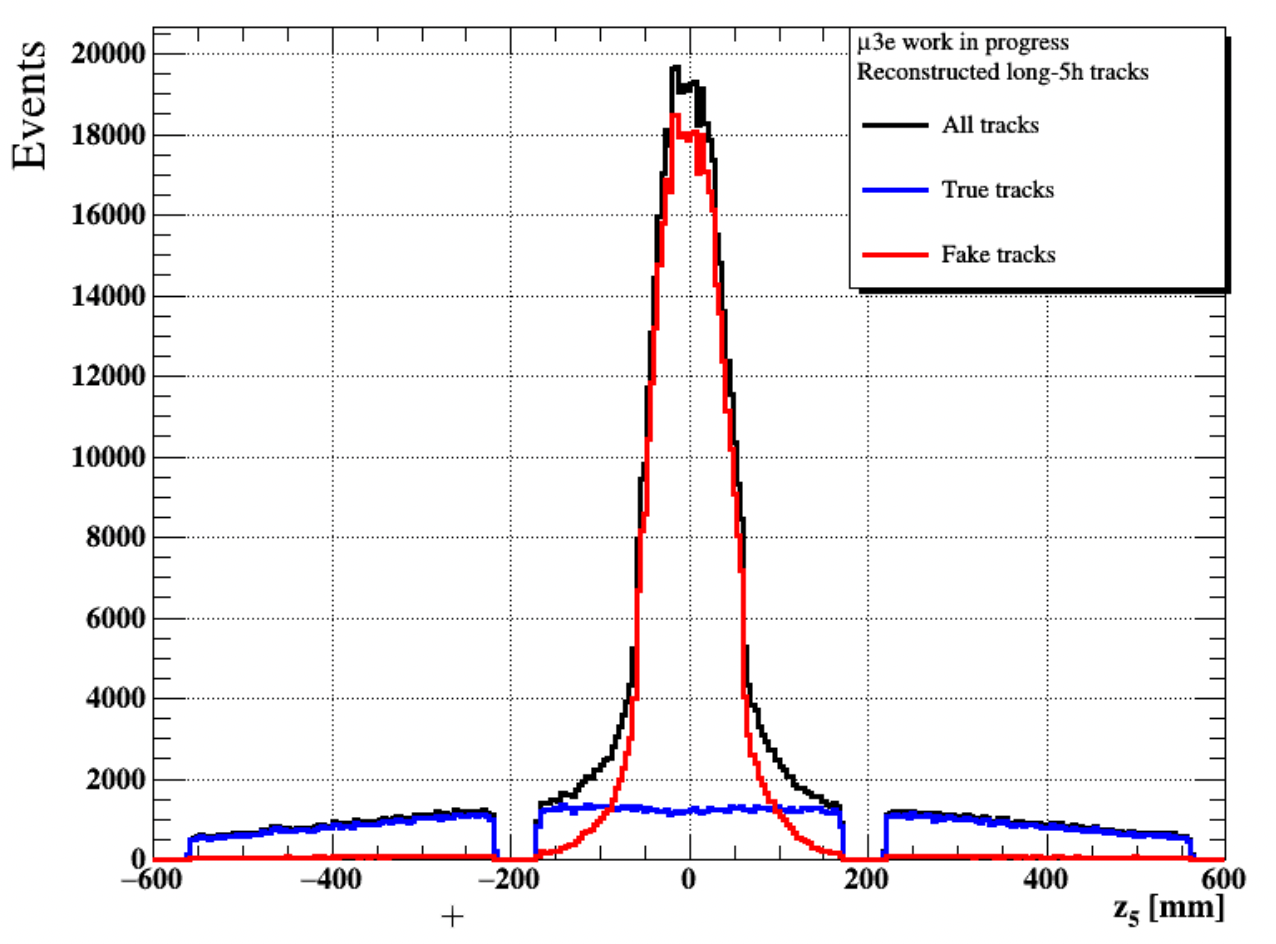 Events
20000
18000
16000
14000
12000
10000
8000
6000
4000
2000
0
µ3e work in progress
Reconstructed long-5h tracks
All tracks
True tracks
Fake tracks
−600 −400 −200 0 200 400 600
z5 [mm]